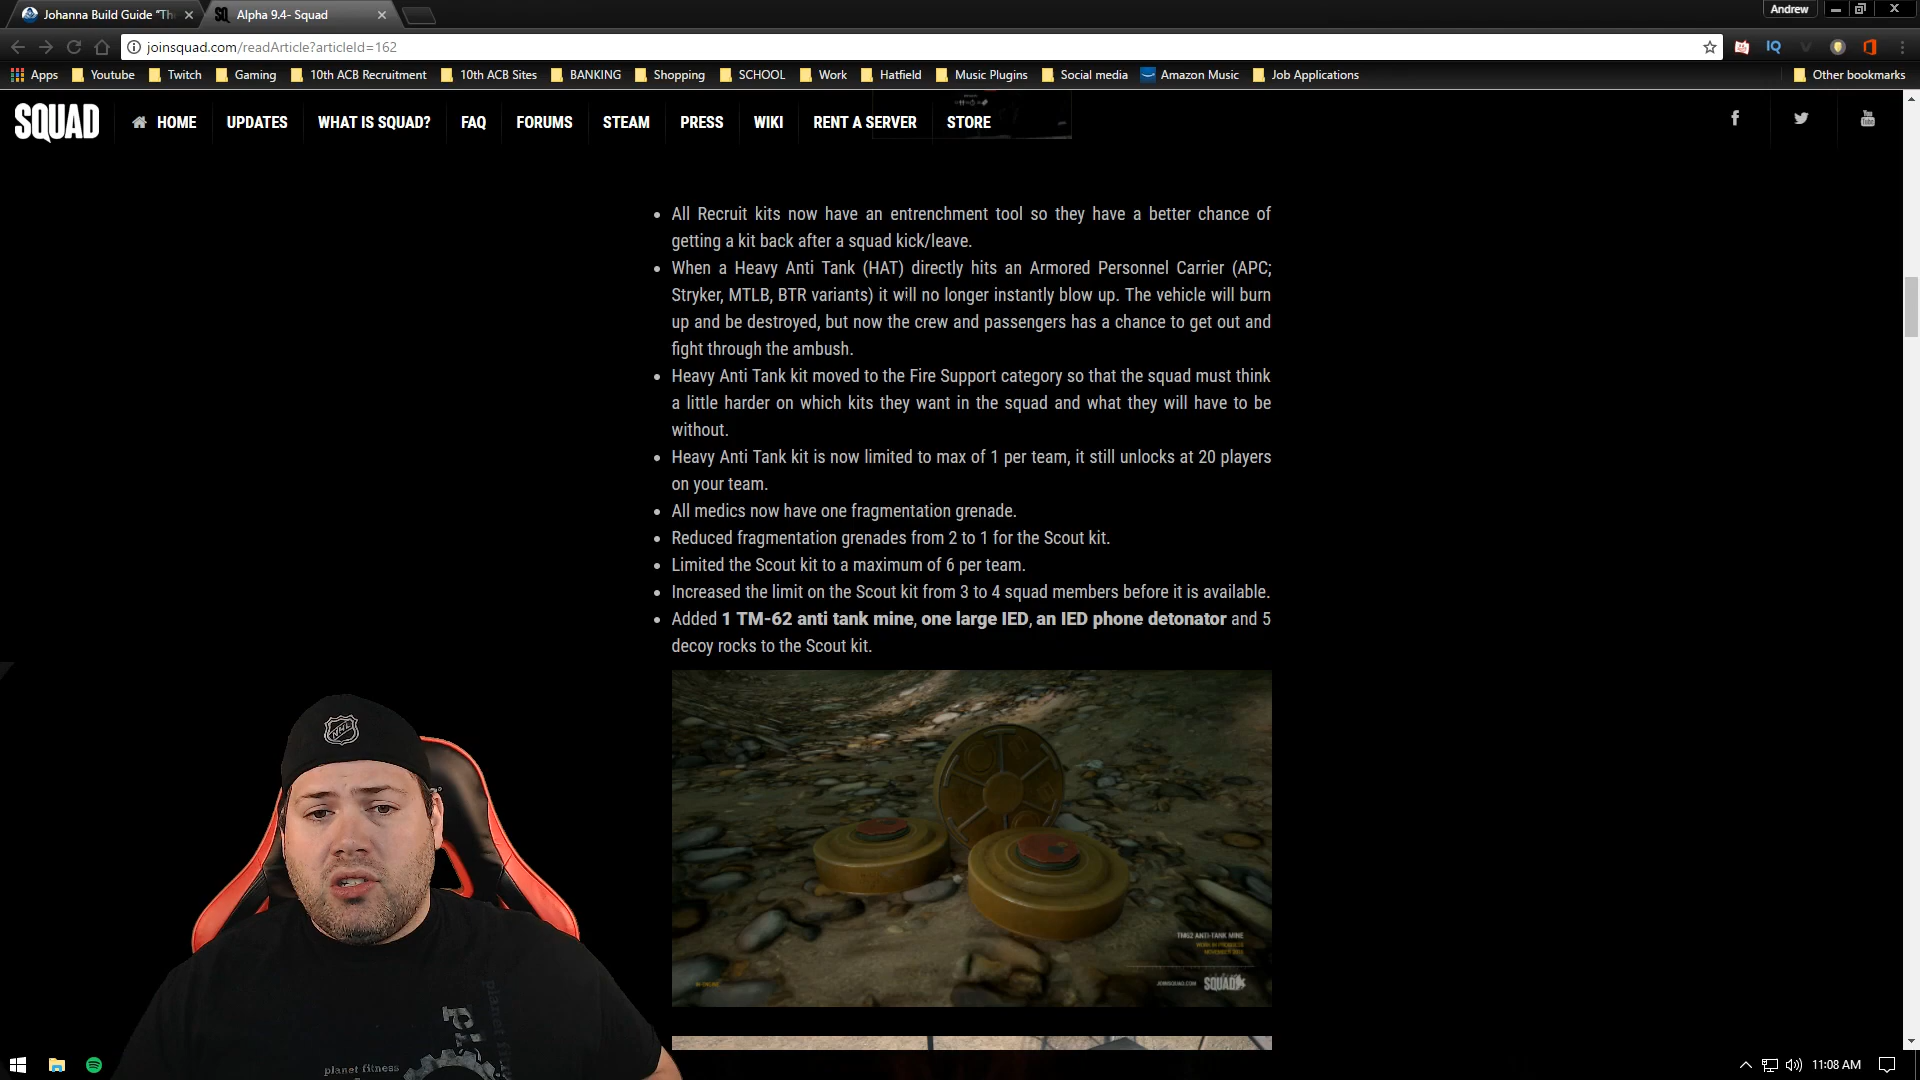 Johanna Build Guide “Th
Alpha 9.4- Squad
Andrew
joinsquad.com/readArticle?articleId=162
Apps Youtube Twitch Gaming 10th ACB Recruitment 10th ACB Sites BANKING Shopping SCHOOL Work Hatfield Music Plugins Social media Amazon Music Job Applications Other bookmarks
SQUAD HOME UPDATES WHAT IS SQUAD? FAQ FORUMS STEAM PRESS WIKI RENT A SERVER STORE
All Recruit kits now have an entrenchment tool so they have a better chance of
getting a kit back after a squad kick/leave.
When a Heavy Anti Tank (HAT) directly hits an Armored Personnel Carrier (APC;
Stryker, MTLB, BTR variants) it will no longer instantly blow up. The vehicle will burn
up and be destroyed, but now the crew and passengers has a chance to get out and
fight through the ambush.
Heavy Anti Tank kit moved to the Fire Support category so that the squad must think
a little harder on which kits they want in the squad and what they will have to be
without.
Heavy Anti Tank kit is now limited to max of 1 per team, it still unlocks at 20 players
on your team.
All medics now have one fragmentation grenade.
Reduced fragmentation grenades from 2 to 1 for the Scout kit.
Limited the Scout kit to a maximum of 6 per team.
Increased the limit on the Scout kit from 3 to 4 squad members before it is available.
Added 1 TM-62 anti tank mine, one large IED, an IED phone detonator and 5
decoy rocks to the Scout kit.
TM62 ANTI-TANK MINE
WORK IN PROGRESS
JOINSQUAD.COM SQUAD
NHL
planet fitness
11:08 AM